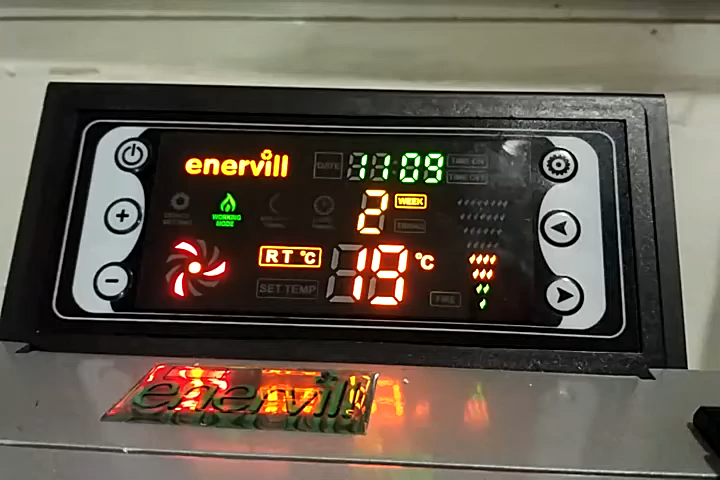 enervill
DATE 11:09 TIME ON
TIME OFF
WORKING MODE
2 WEEK
TIMING
RT °C 19 °C
SET TEMP FIRE
enervill